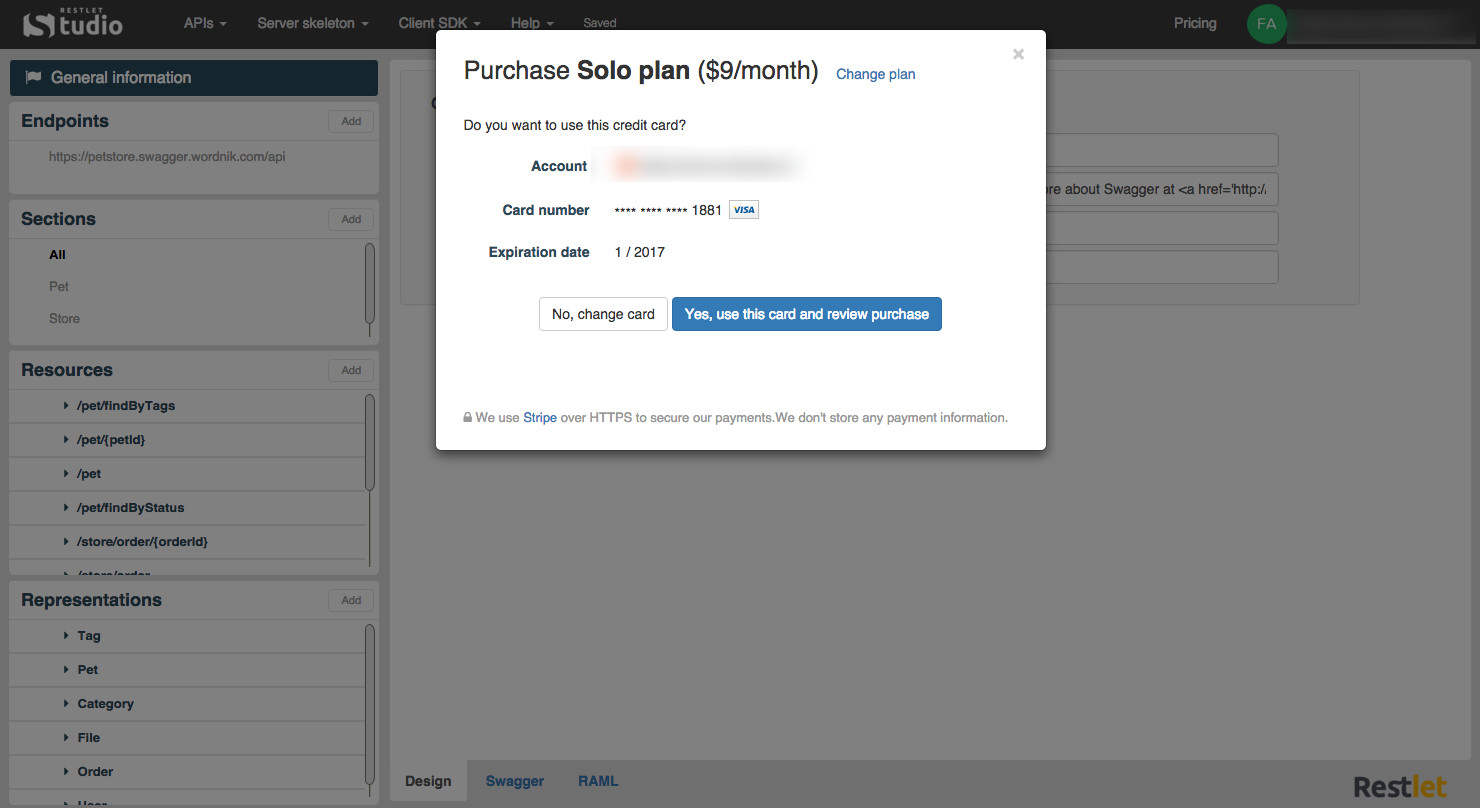 RESTLET
Studio
APIs
Server skeleton
Client SDK
Help
Saved
Pricing
FA
General information
Endpoints
Add
https://petstore.swagger.wordnik.com/api
Sections
Add
All
Pet
Store
Resources
Add
/pet/findByTags
/pet/{petId}
/pet
/pet/findByStatus
/store/order/{orderId}
/store/order
Representations
Add
Tag
Pet
Category
File
Order
User
Purchase Solo plan ($9/month) Change plan
×
Do you want to use this credit card?
Account
Card number **** **** **** 1881 VISA
Expiration date 1 / 2017
No, change card
Yes, use this card and review purchase
We use Stripe over HTTPS to secure our payments.We don't store any payment information.
ore about Swagger at <a href='http:/
Design
Swagger
RAML
Restlet